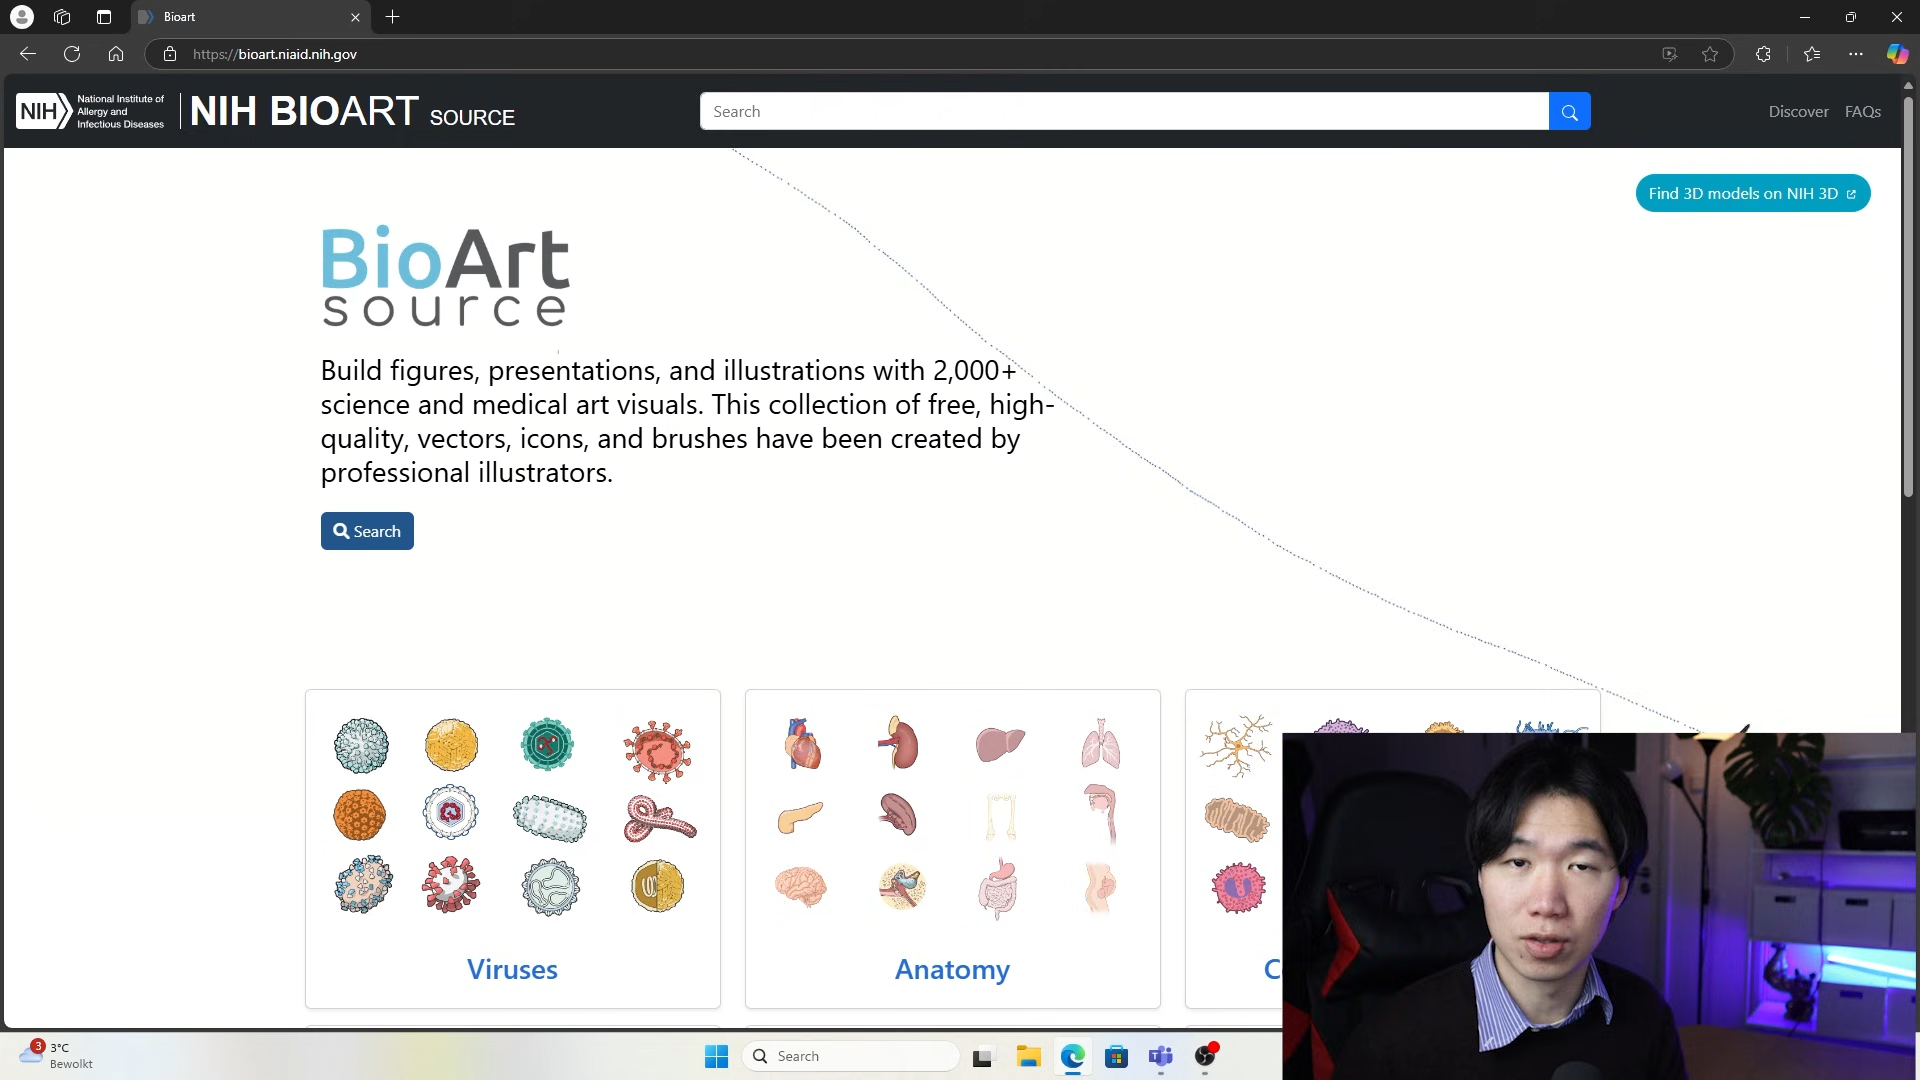 Bioart
https://bioart.niaid.nih.gov
NIH
National Institute of
Allergy and
Infectious Diseases
NIH BIOART SOURCE
Search
Discover
FAQs
Find 3D models on NIH 3D
BioArt
source
Build figures, presentations, and illustrations with 2,000+
science and medical art visuals. This collection of free, high-
quality, vectors, icons, and brushes have been created by
professional illustrators.
Search
Viruses
Anatomy
C
3
3°C
Bewolkt
Search